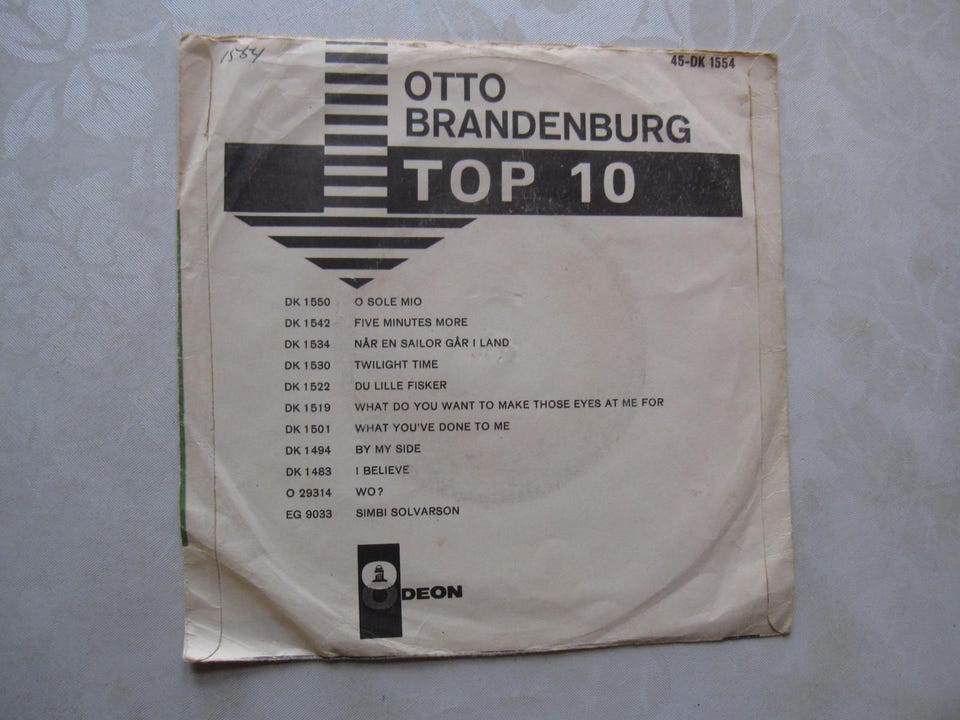 1554
45-DK 1554
OTTO
BRANDENBURG
TOP 10
DK 1550 O SOLE MIO
DK 1542 FIVE MINUTES MORE
DK 1534 NÅR EN SAILOR GÅR I LAND
DK 1530 TWILIGHT TIME
DK 1522 DU LILLE FISKER
DK 1519 WHAT DO YOU WANT TO MAKE THOSE EYES AT ME FOR
DK 1501 WHAT YOU'VE DONE TO ME
DK 1494 BY MY SIDE
DK 1483 I BELIEVE
O 29314 WO?
EG 9033 SIMBI SOLVARSON
ODEON